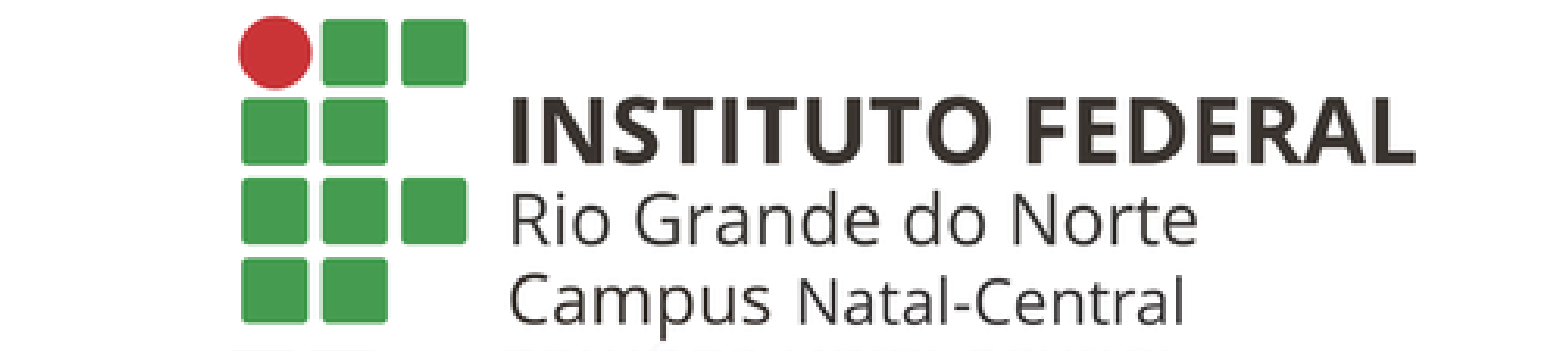 INSTITUTO FEDERAL
Rio Grande do Norte
Campus Natal-Central